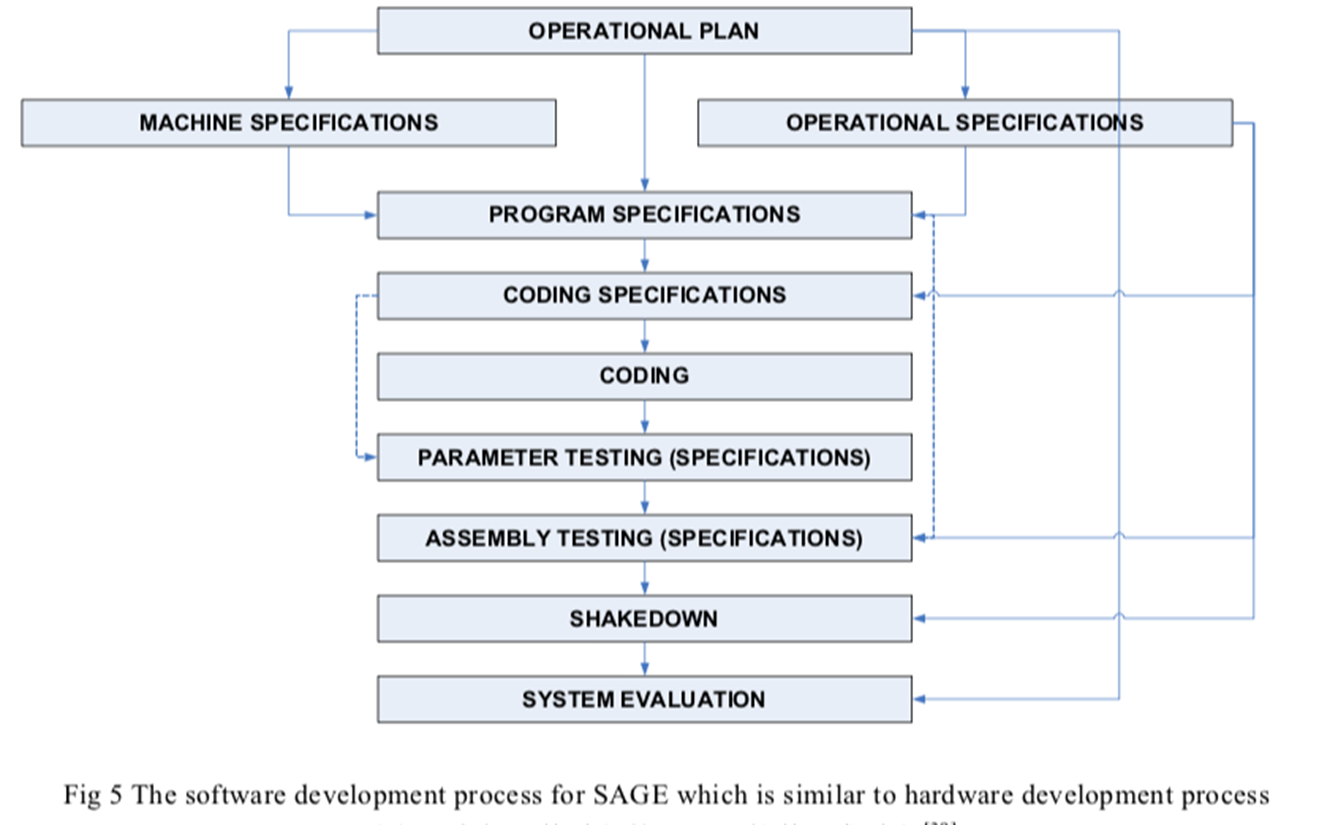 OPERATIONAL PLAN
MACHINE SPECIFICATIONS
OPERATIONAL SPECIFICATIONS
PROGRAM SPECIFICATIONS
CODING SPECIFICATIONS
CODING
PARAMETER TESTING (SPECIFICATIONS)
ASSEMBLY TESTING (SPECIFICATIONS)
SHAKEDOWN
SYSTEM EVALUATION
Fig 5 The software development process for SAGE which is similar to hardware development process